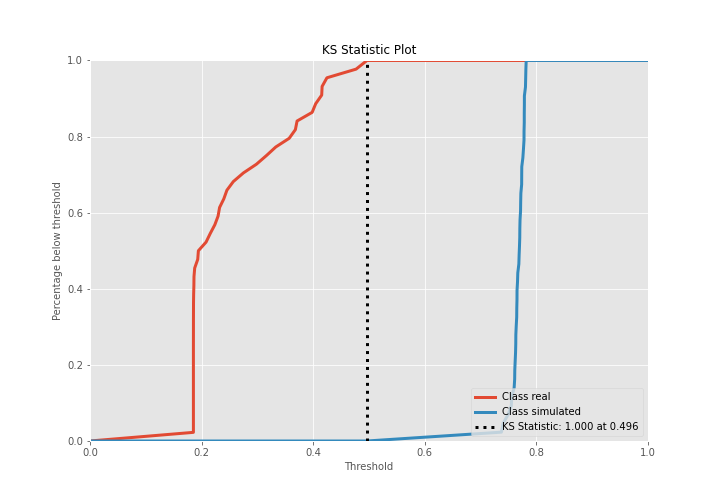 KS Statistic Plot
1.0
0.8
0.6
0.4
0.2
0.0
Percentage below threshold
Class real
Class simulated
KS Statistic: 1.000 at 0.496
0.0 0.2 0.4 0.6 0.8 1.0
Threshold